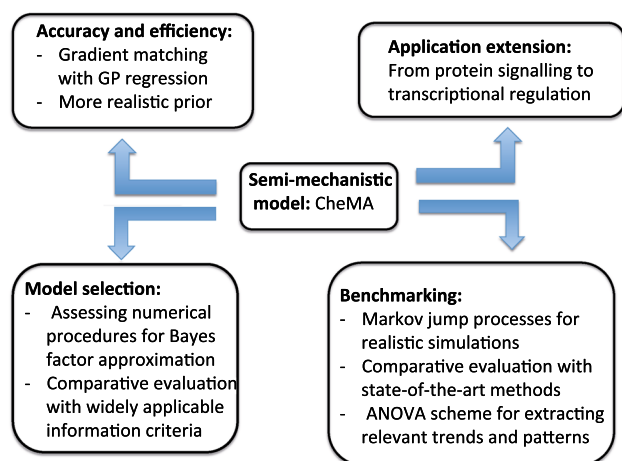 Accuracy and efficiency:
- Gradient matching
with GP regression
- More realistic prior
Application extension:
From protein signalling to
transcriptional regulation
Semi-mechanistic
model: CheMA
Model selection:
- Assessing numerical
procedures for Bayes
factor approximation
- Comparative evaluation
with widely applicable
information criteria
Benchmarking:
- Markov jump processes for
realistic simulations
- Comparative evaluation with
state-of-the-art methods
- ANOVA scheme for extracting
relevant trends and patterns